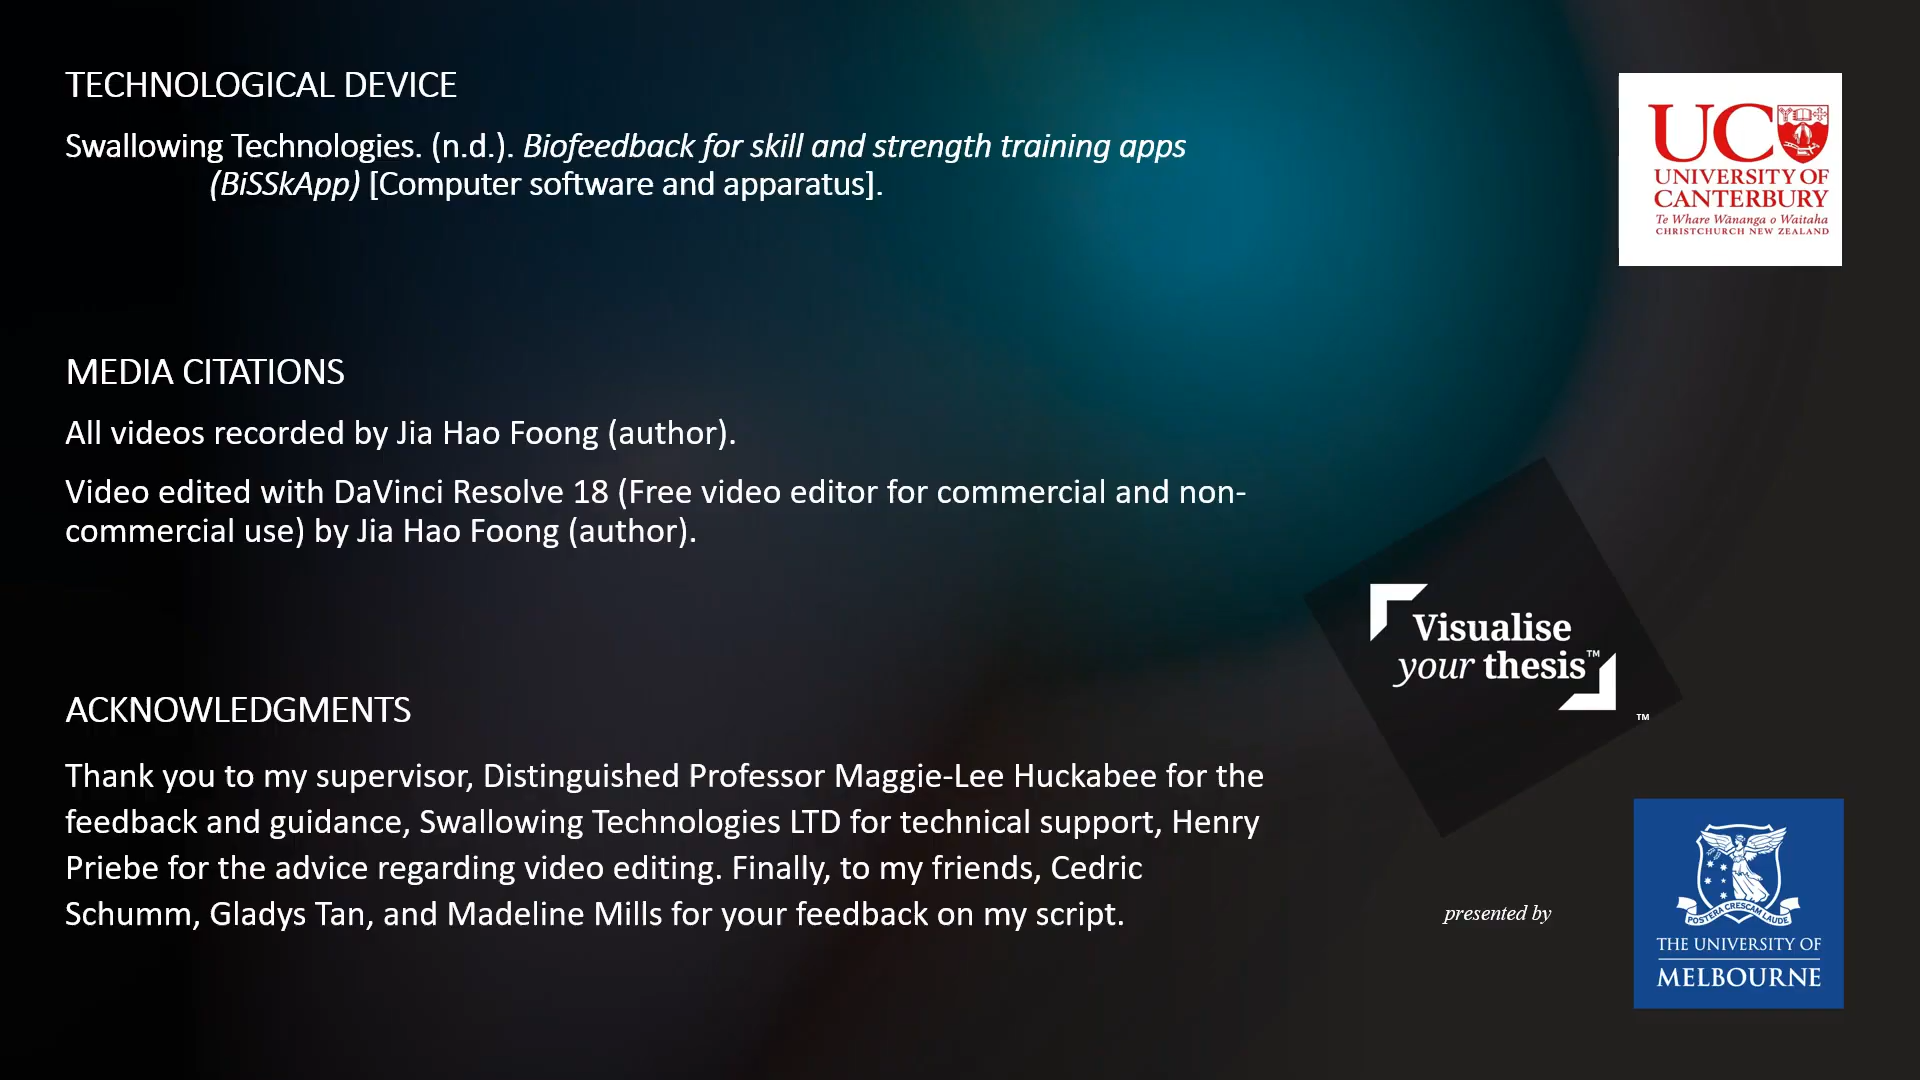 TECHNOLOGICAL DEVICE
Swallowing Technologies. (n.d.). Biofeedback for skill and strength training apps
(BiSSkApp) [Computer software and apparatus].
UC
UNIVERSITY OF
CANTERBURY
Te Whare Wānanga o Waitaha
CHRISTCHURCH NEW ZEALAND
MEDIA CITATIONS
All videos recorded by Jia Hao Foong (author).
Video edited with DaVinci Resolve 18 (Free video editor for commercial and non-
commercial use) by Jia Hao Foong (author).
Visualise
your thesis™
™
ACKNOWLEDGMENTS
Thank you to my supervisor, Distinguished Professor Maggie-Lee Huckabee for the
feedback and guidance, Swallowing Technologies LTD for technical support, Henry
Priebe for the advice regarding video editing. Finally, to my friends, Cedric
Schumm, Gladys Tan, and Madeline Mills for your feedback on my script.
presented by
POSTERA CRESCAM LAUDE
THE UNIVERSITY OF
MELBOURNE